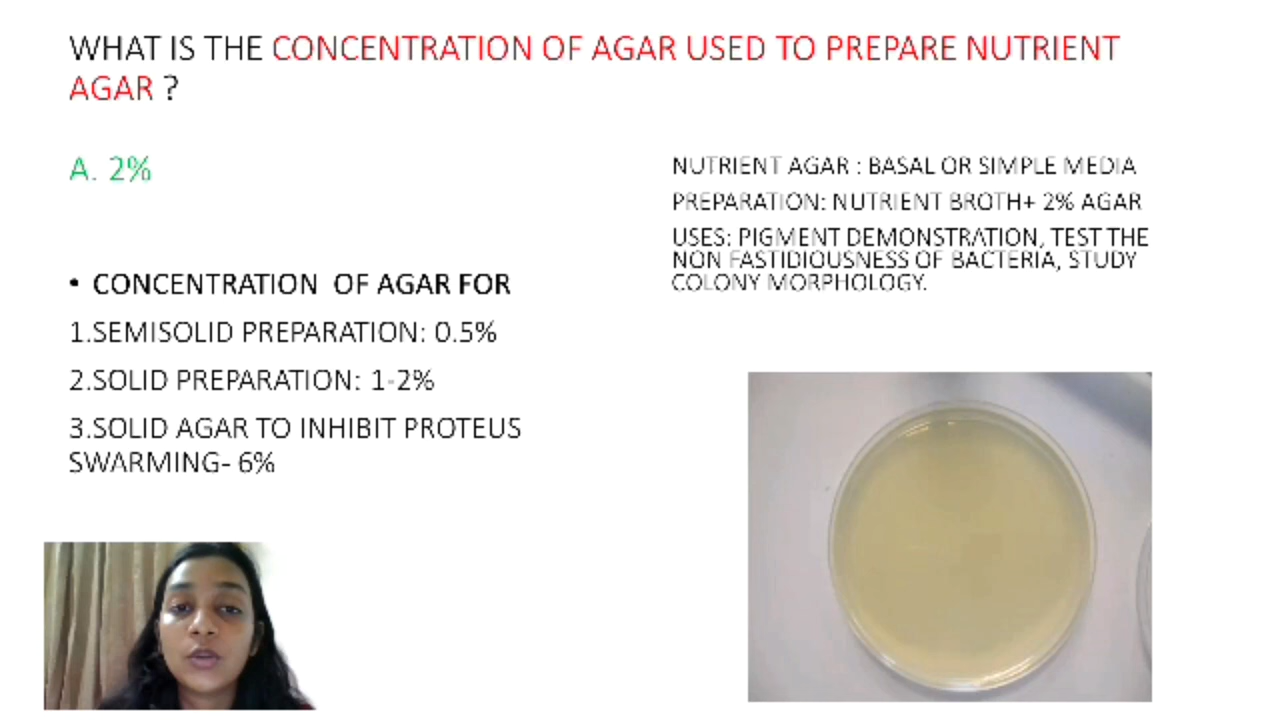 WHAT IS THE CONCENTRATION OF AGAR USED TO PREPARE NUTRIENT
AGAR ?
A. 2%
• CONCENTRATION OF AGAR FOR
1.SEMISOLID PREPARATION: 0.5%
2.SOLID PREPARATION: 1-2%
3.SOLID AGAR TO INHIBIT PROTEUS
SWARMING- 6%
NUTRIENT AGAR : BASAL OR SIMPLE MEDIA
PREPARATION: NUTRIENT BROTH+ 2% AGAR
USES: PIGMENT DEMONSTRATION, TEST THE
NON FASTIDIOUSNESS OF BACTERIA, STUDY
COLONY MORPHOLOGY.